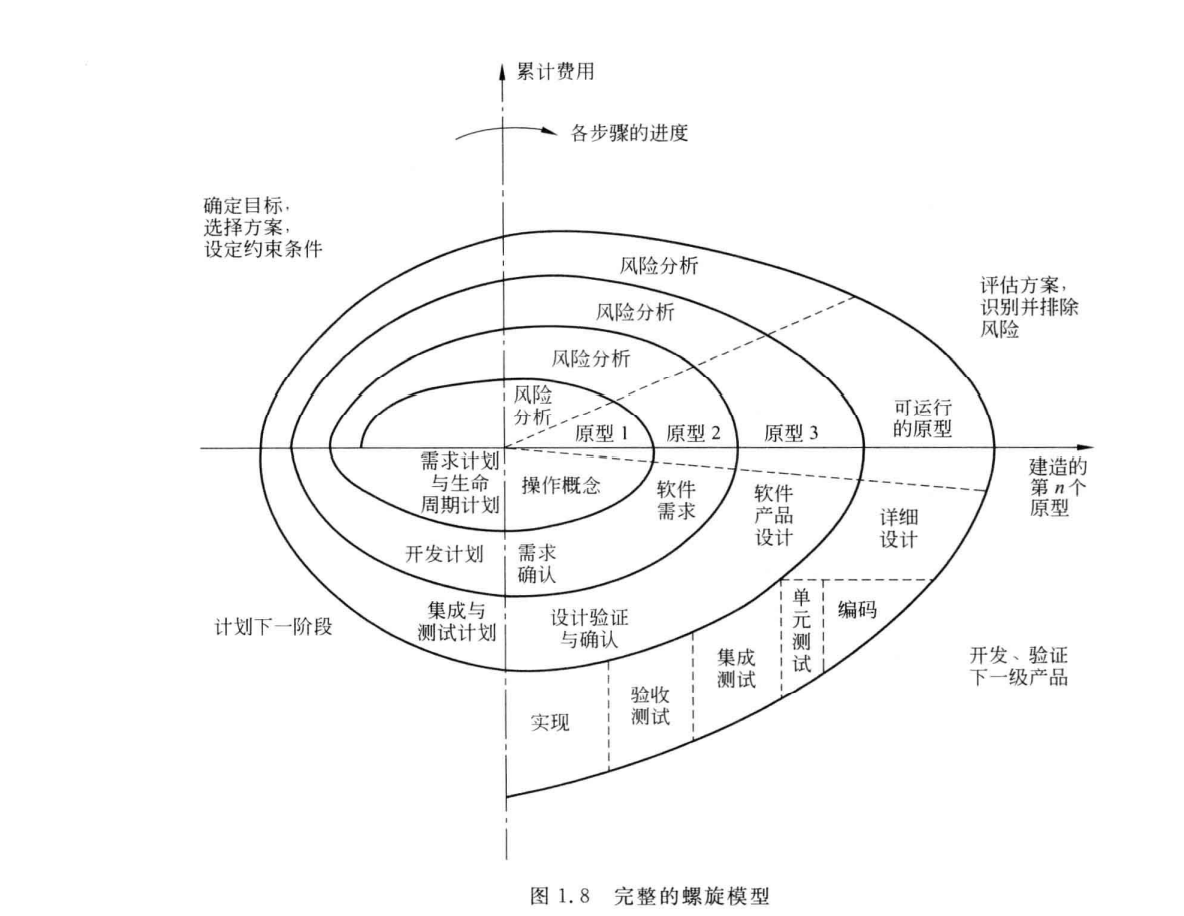 累计费用
各步骤的进度
确定目标，
选择方案，
设定约束条件
风险分析
评估方案，
识别并排除
风险
风险分析
风险分析
风险
分析
原型 1
原型 2
原型 3
可运行
的原型
建造的
第 n 个
原型
需求计划
与生命
周期计划
操作概念
软件
需求
软件
产品
设计
详细
设计
开发计划
需求
确认
单
元
测
试
编码
集成与
测试计划
设计验证
与确认
计划下一阶段
集成
测试
开发、验证
下一级产品
验收
测试
实现
图 1.8 完整的螺旋模型